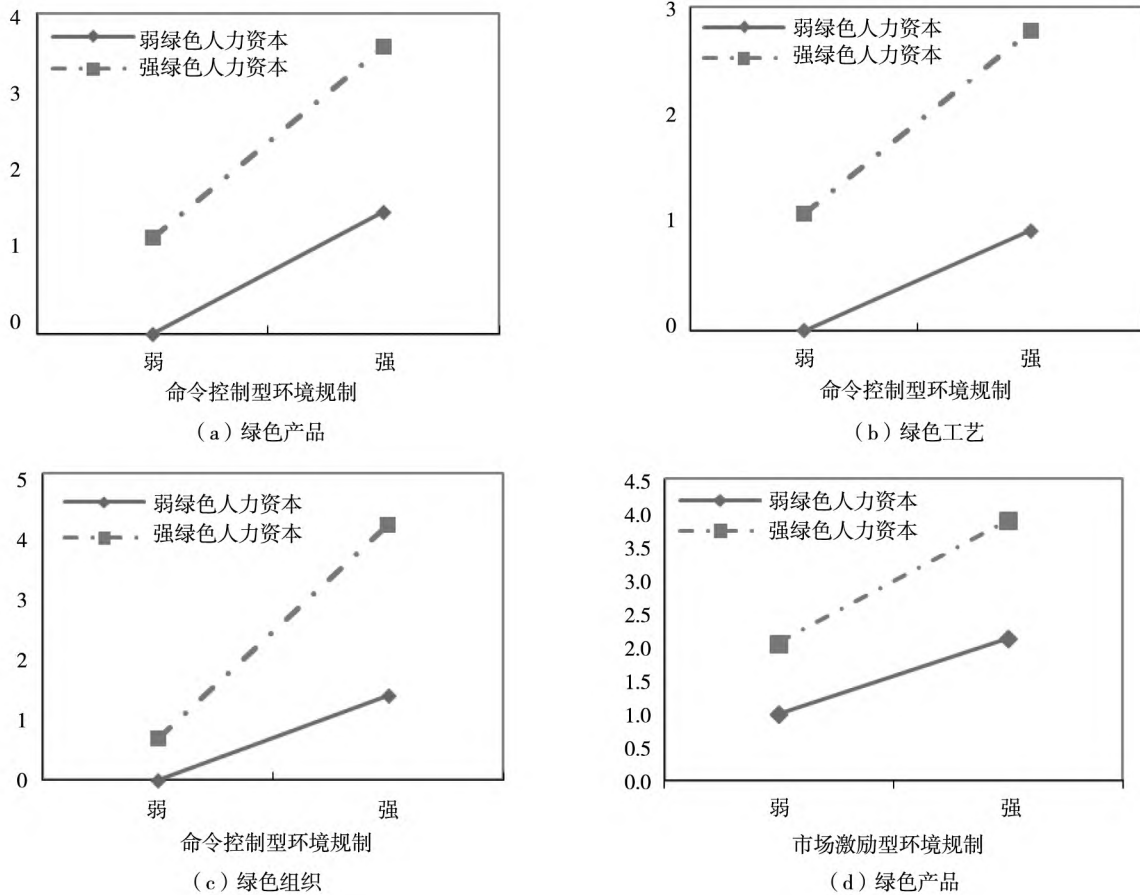 4
3
2
1
0
弱绿色人力资本
强绿色人力资本
弱 强
命令控制型环境规制
（a）绿色产品
3
2
1
0
弱绿色人力资本
强绿色人力资本
弱 强
命令控制型环境规制
（b）绿色工艺
5
4
3
2
1
0
弱绿色人力资本
强绿色人力资本
弱 强
命令控制型环境规制
（c）绿色组织
4.5
4.0
3.5
3.0
2.5
2.0
1.5
1.0
0.5
0.0
弱绿色人力资本
强绿色人力资本
弱 强
市场激励型环境规制
（d）绿色产品